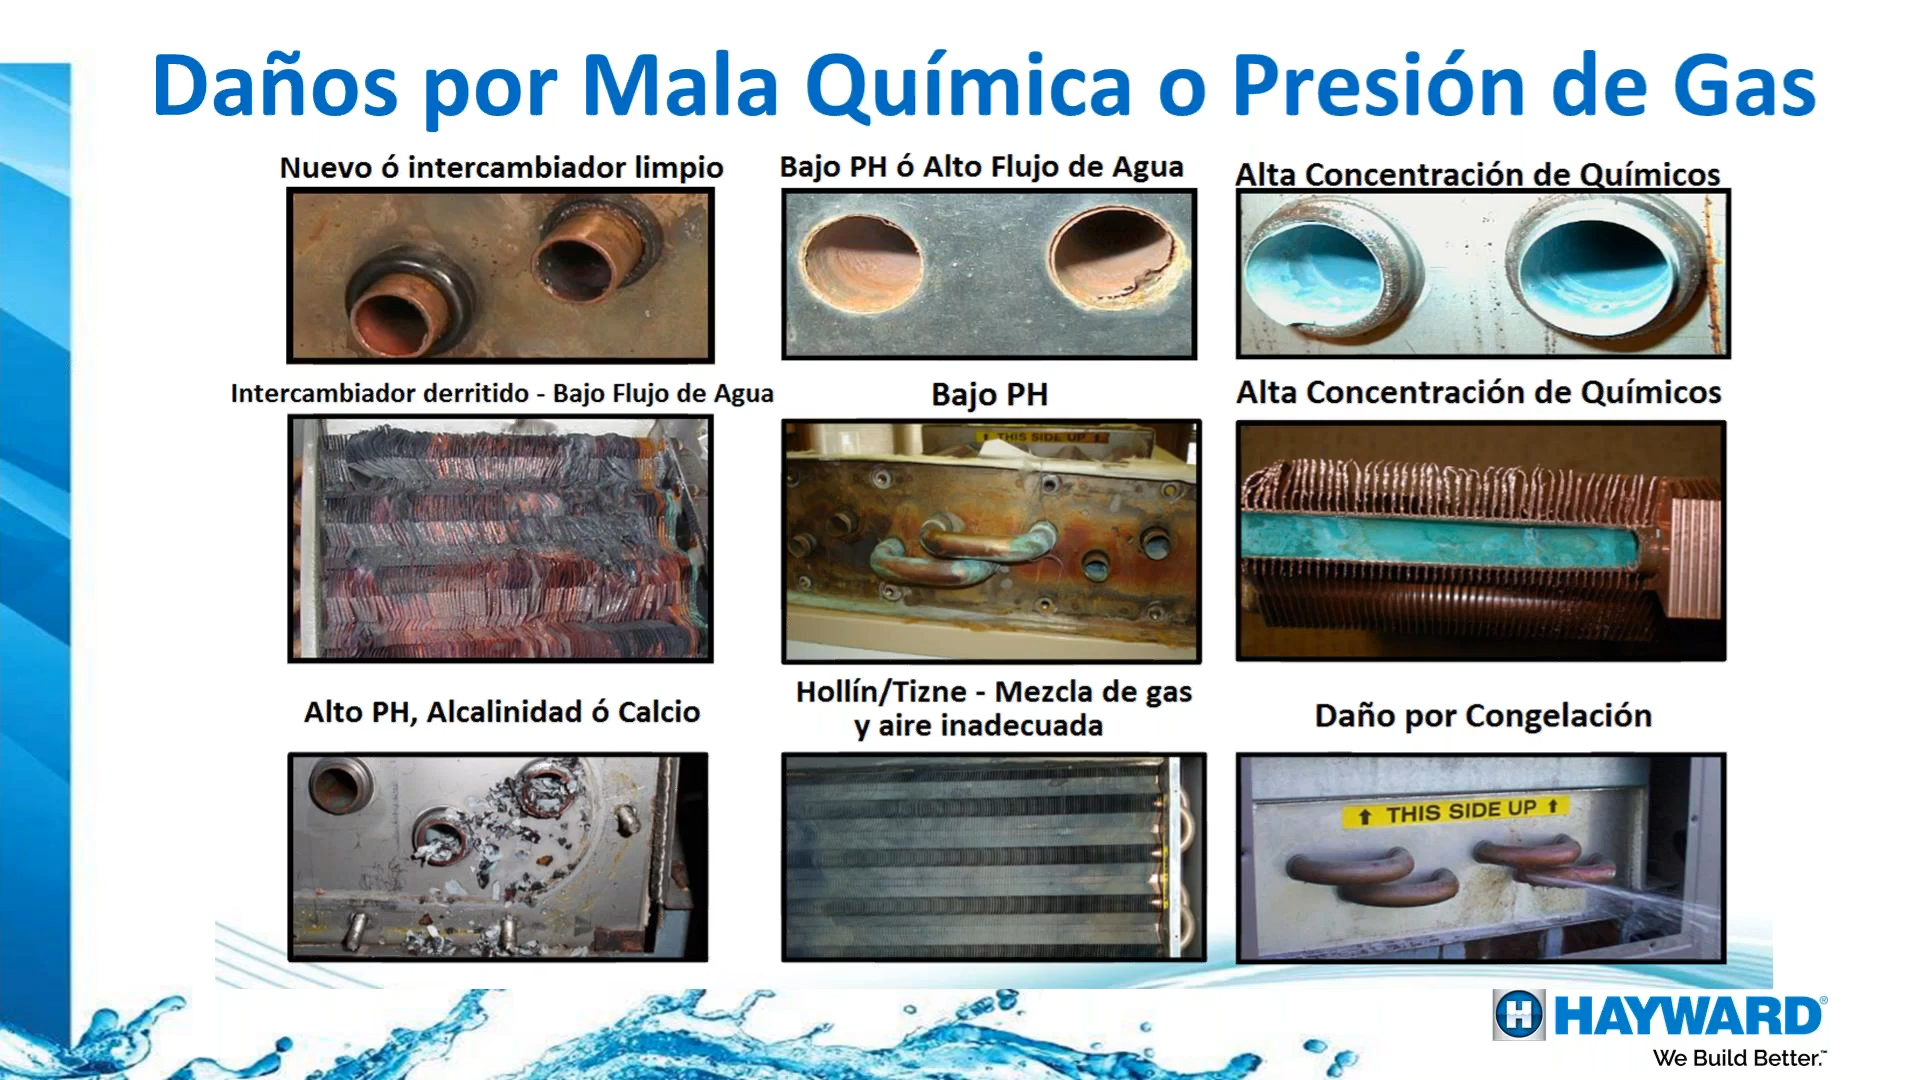 Daños por Mala Química o Presión de Gas
Nuevo ó intercambiador limpio
Bajo PH ó Alto Flujo de Agua
Alta Concentración de Químicos
Intercambiador derritido - Bajo Flujo de Agua
Bajo PH
Alta Concentración de Químicos
THIS SIDE UP
Alto PH, Alcalinidad ó Calcio
Hollín/Tizne - Mezcla de gas
y aire inadecuada
Daño por Congelación
THIS SIDE UP
H HAYWARD®
We Build Better.™